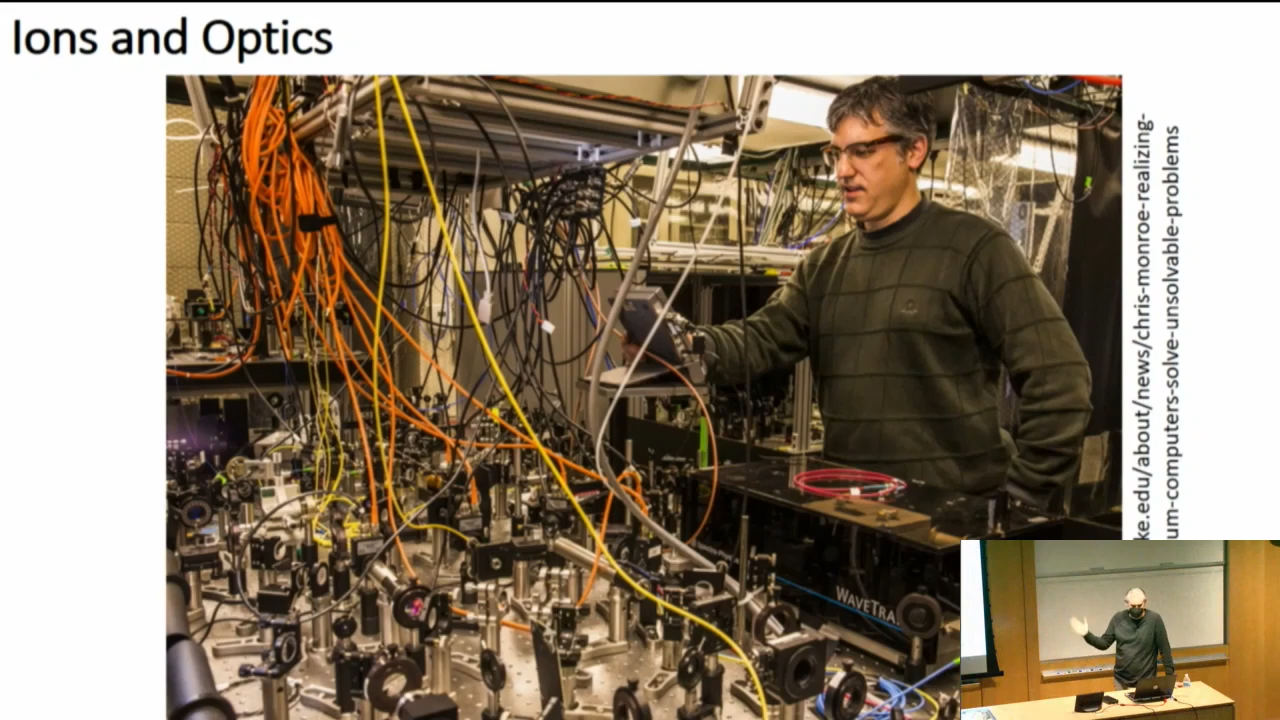 Ions and Optics
ke.edu/about/news/chris-monroe-realizing-
um-computers-solve-unsolvable-problems
WAVETRA